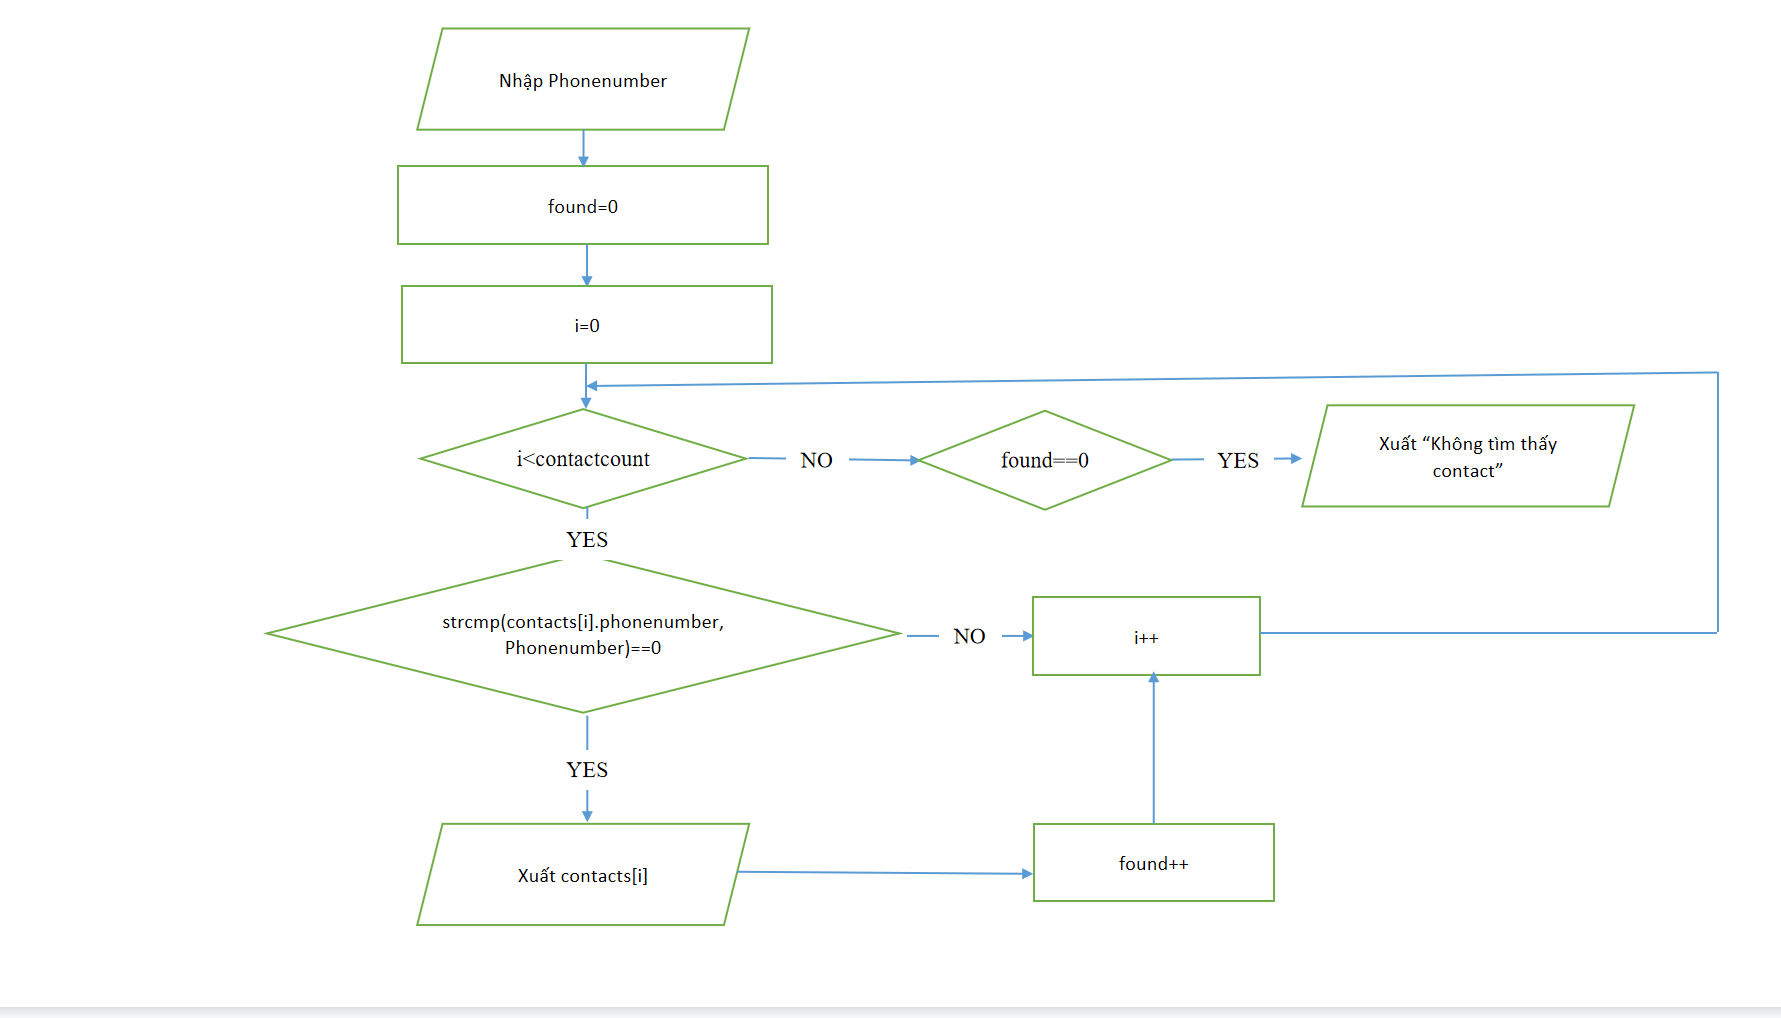 Nhập Phonenumber
found=0
i=0
i<contactcount
NO
found==0
YES
Xuất “Không tìm thấy
contact”
YES
strcmp(contacts[i].phonenumber,
Phonenumber)==0
NO
i++
YES
Xuất contacts[i]
found++